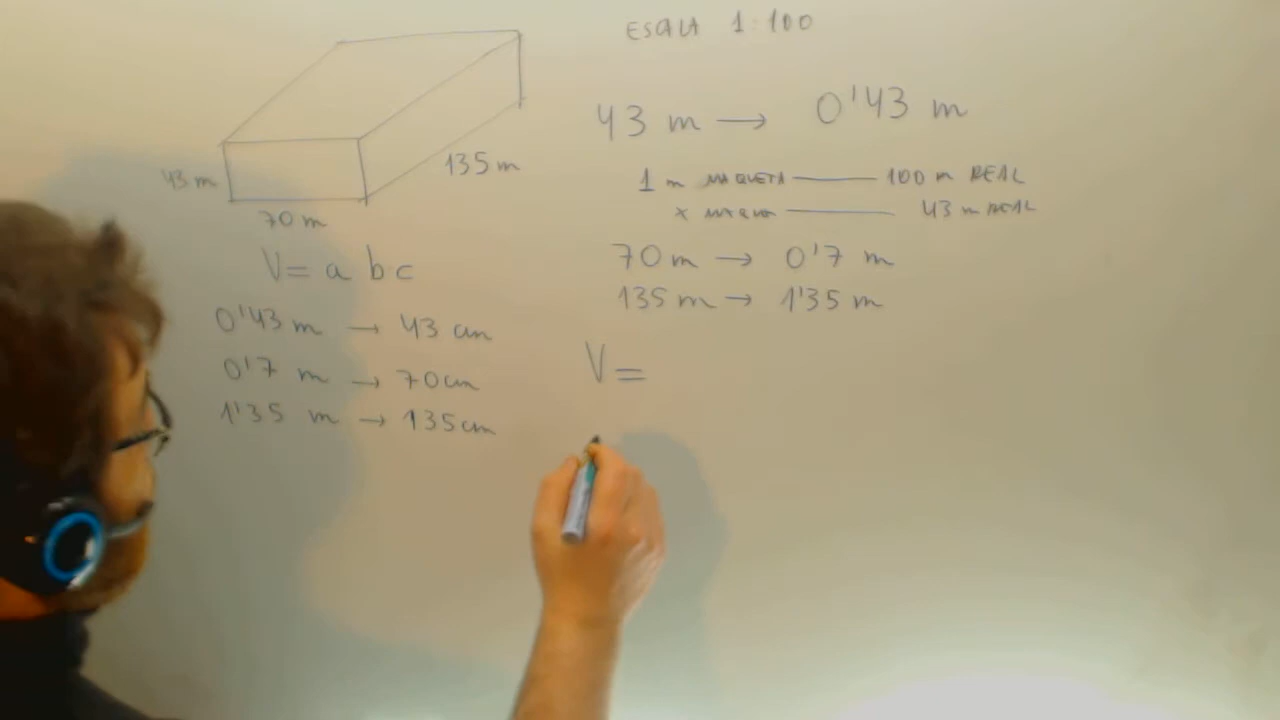 ESCALA 1:100
43 m → 0'43 m
1 m MAQUETA —— 100 m REAL
x MAQUETA —— 43 m REAL
70 m → 0'7 m
135 m → 1'35 m
V=
43 m
70 m
135 m
V= a b c
0'43 m → 43 cm
0'7 m → 70 cm
1'35 m → 135 cm